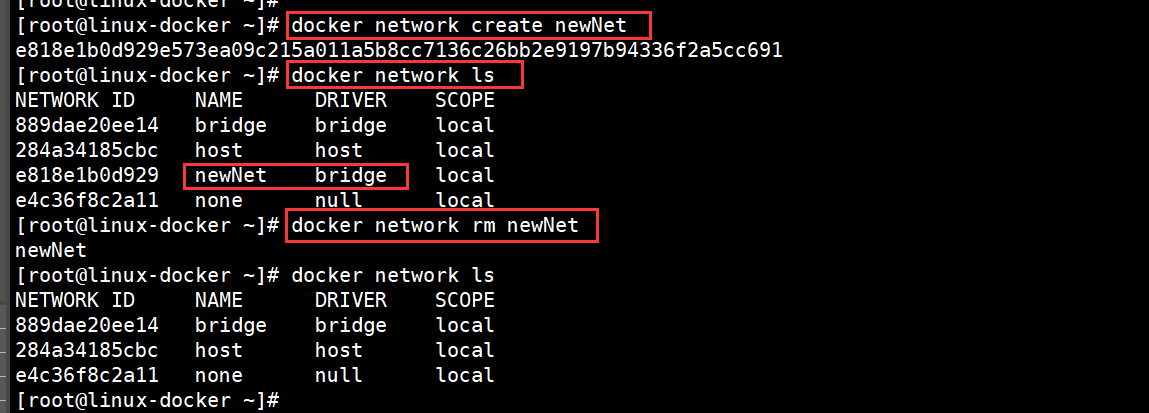 [root@linux-docker ~]#
[root@linux-docker ~]# docker network create newNet
e818e1b0d929e573ea09c215a011a5b8cc7136c26bb2e9197b94336f2a5cc691
[root@linux-docker ~]# docker network ls
NETWORK ID     NAME      DRIVER    SCOPE
889dae20ee14   bridge    bridge    local
284a34185cbc   host      host      local
e818e1b0d929   newNet    bridge    local
e4c36f8c2a11   none      null      local
[root@linux-docker ~]# docker network rm newNet
newNet
[root@linux-docker ~]# docker network ls
NETWORK ID     NAME      DRIVER    SCOPE
889dae20ee14   bridge    bridge    local
284a34185cbc   host      host      local
e4c36f8c2a11   none      null      local
[root@linux-docker ~]#